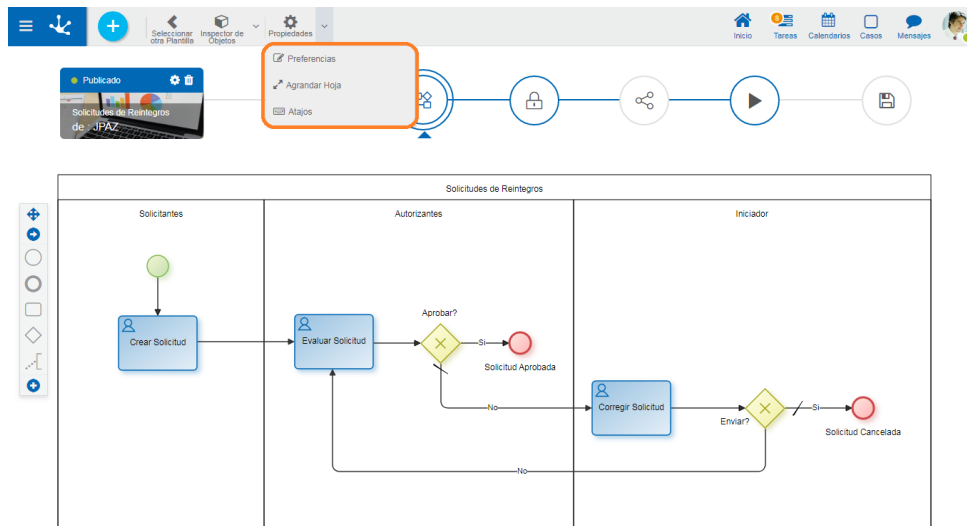 Seleccionar
otra Plantilla
Inspector de
Objetos
Propiedades
Inicio
8
Tareas
Calendarios
Casos
Mensajes
Preferencias
Agrandar Hoja
Atajos
Publicado
Solicitudes de Reintegros
de : JPAZ
Solicitudes de Reintegros
Solicitantes
Autorizantes
Iniciador
Crear Solicitud
Evaluar Solicitud
Aprobar?
Si
Solicitud Aprobada
No
Corregir Solicitud
Enviar?
Si
Solicitud Cancelada
No